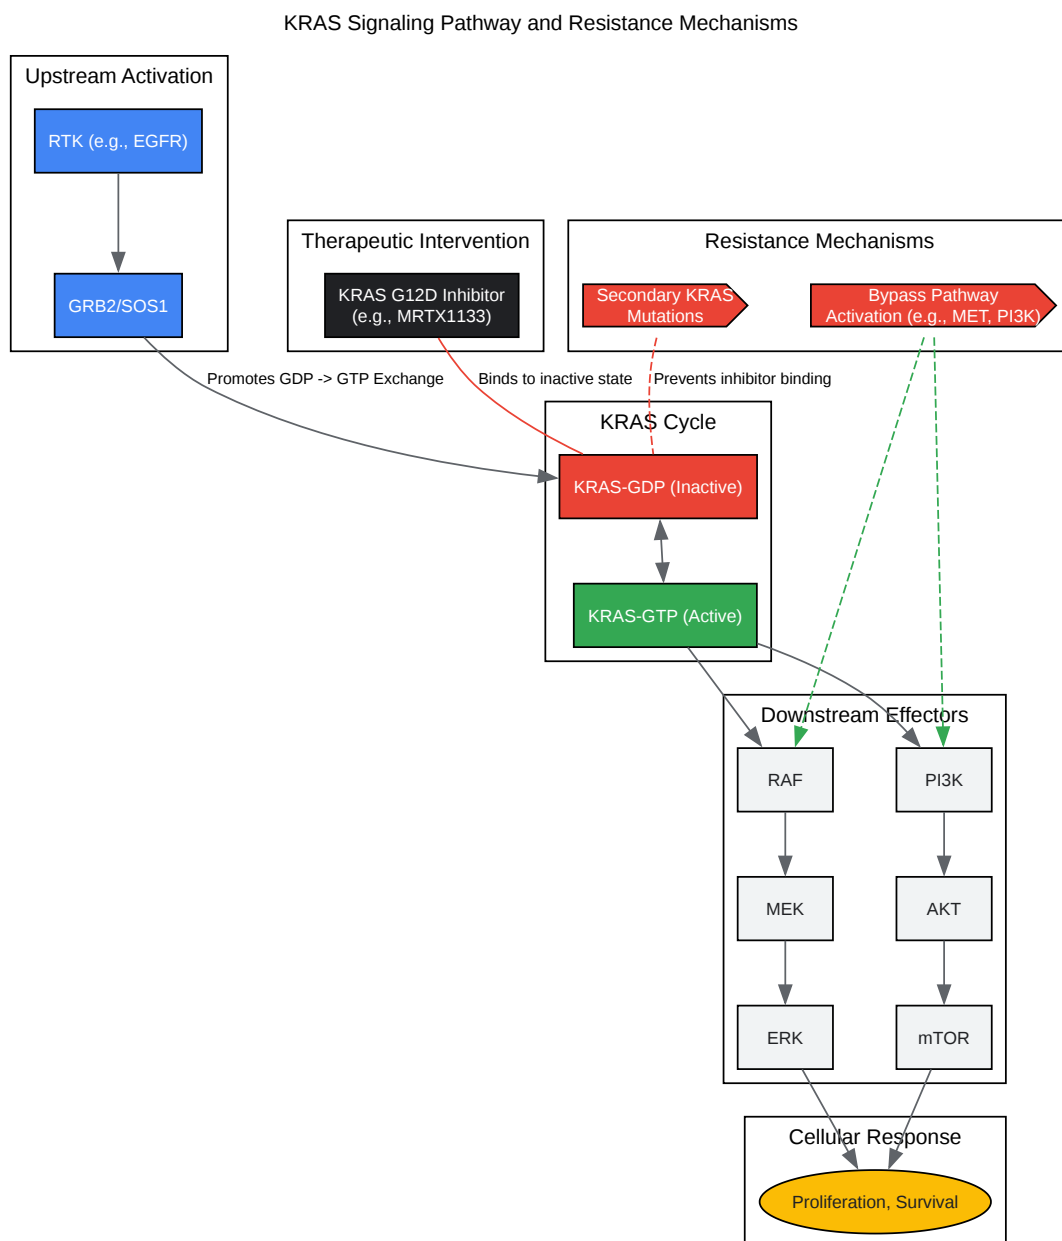 KRAS Signaling Pathway and Resistance Mechanisms
Upstream Activation
RTK (e.g., EGFR)
GRB2/SOS1
Therapeutic Intervention
KRAS G12D Inhibitor
(e.g., MRTX1133)
Resistance Mechanisms
Secondary KRAS
Mutations
Bypass Pathway
Activation (e.g., MET, PI3K)
Promotes GDP -> GTP Exchange
Binds to inactive state
Prevents inhibitor binding
KRAS Cycle
KRAS-GDP (Inactive)
KRAS-GTP (Active)
Downstream Effectors
RAF
PI3K
MEK
AKT
ERK
mTOR
Cellular Response
Proliferation, Survival